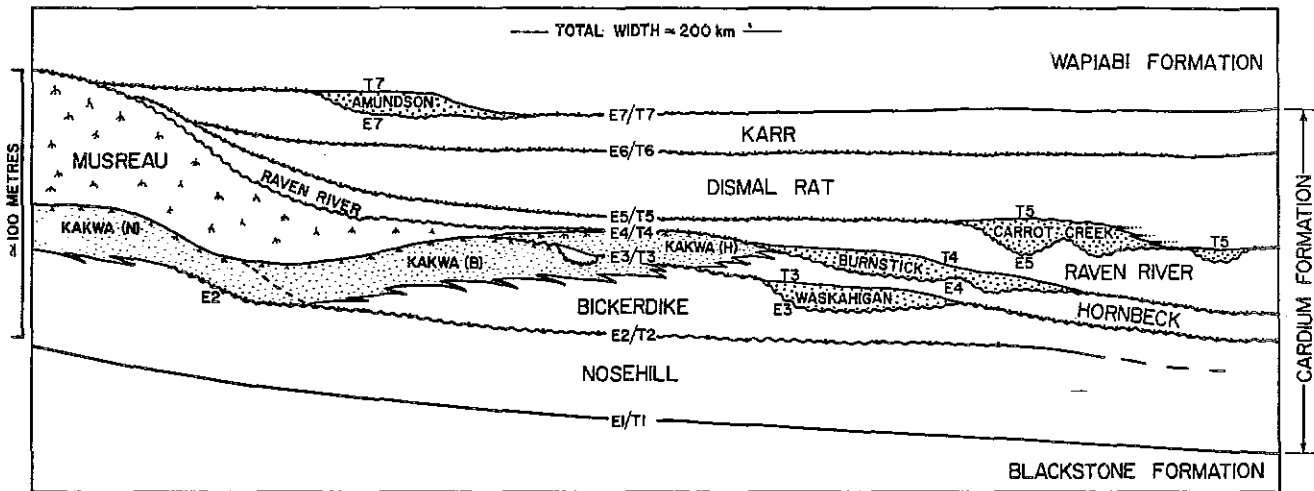 TOTAL WIDTH ≈ 200 km
WAPIABI FORMATION
T7
AMUNDSON
E7
E7/T7
KARR
E6/T6
MUSREAU
RAVEN RIVER
DISMAL RAT
≈100 METRES
E5/T5
T5
CARROT CREEK
E5
T5
E4/T4
KAKWA (N)
KAKWA (B)
E3/T3
KAKWA (H)
BURNSTICK
T4
E4
RAVEN RIVER
T3
WASKAHIGAN
E3
HORNBECK
E2
BICKERDIKE
E2/T2
NOSEHILL
CARDIUM FORMATION
E1/T1
BLACKSTONE FORMATION